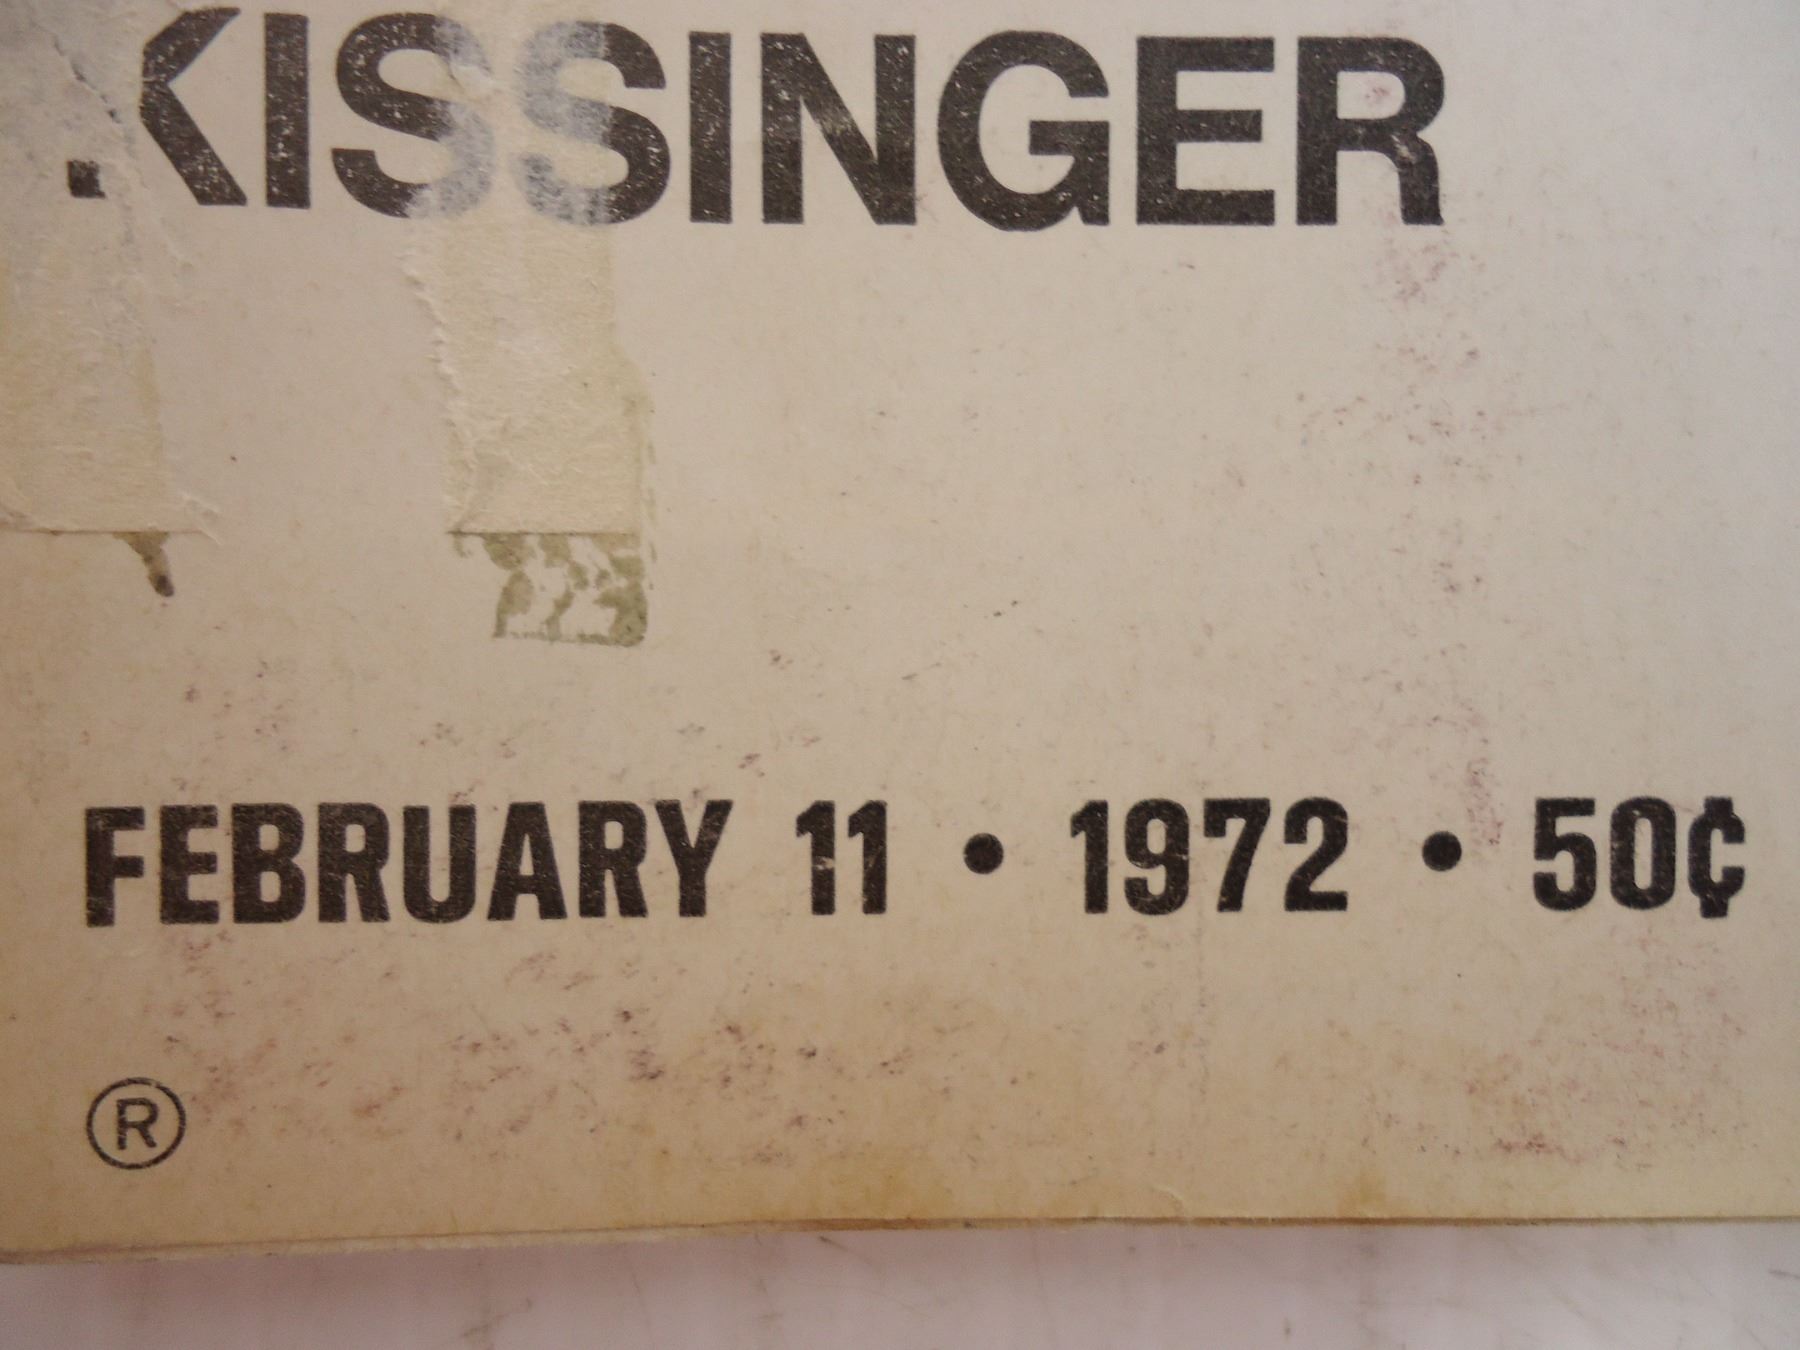 .KISSINGER
FEBRUARY 11 • 1972 • 50¢
®